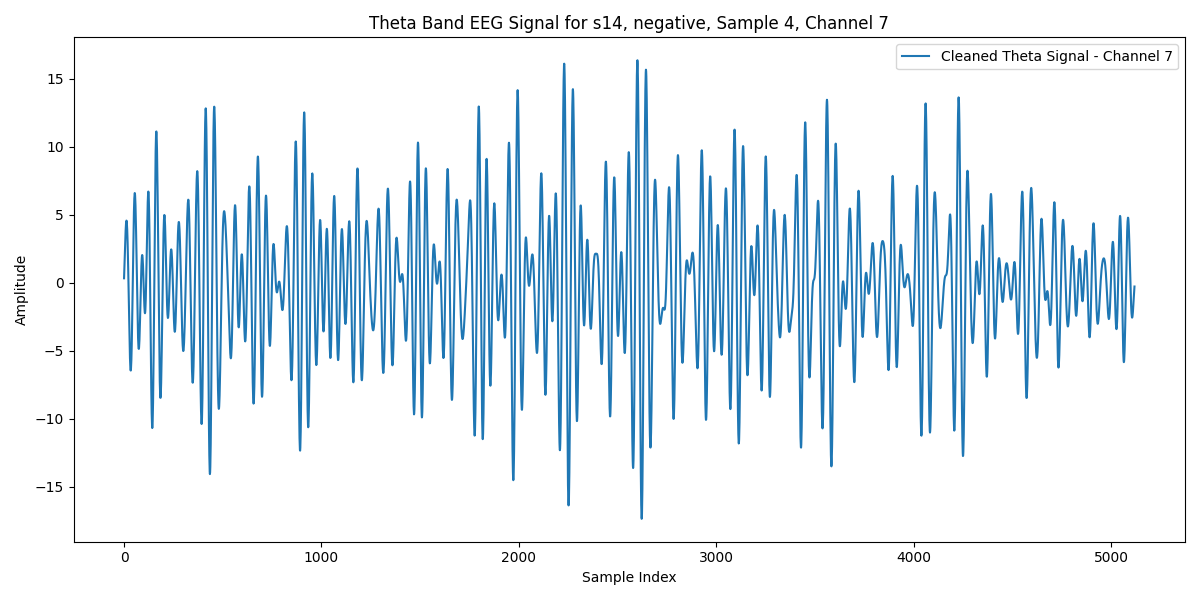 Theta Band EEG Signal for s14, negative, Sample 4, Channel 7
Cleaned Theta Signal - Channel 7
Amplitude
15
10
5
0
−5
−10
−15
0 1000 2000 3000 4000 5000
Sample Index